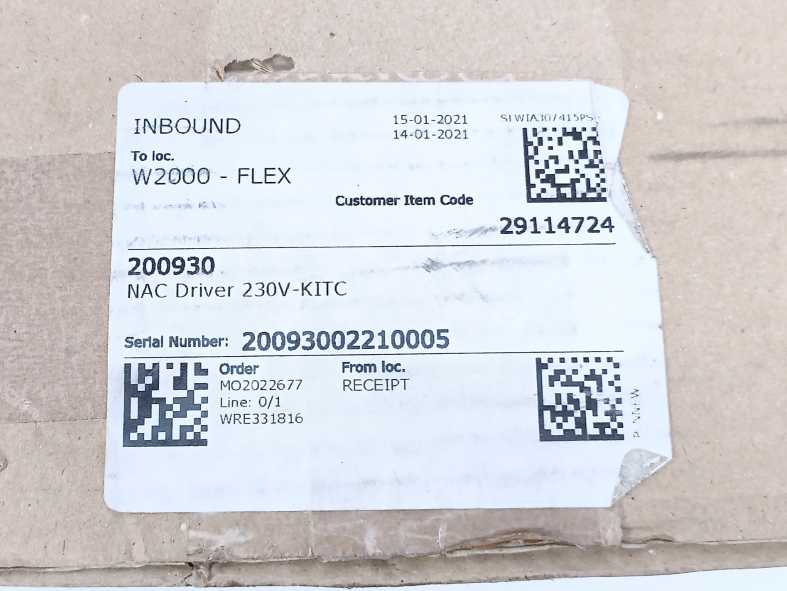 INBOUND
15-01-2021
14-01-2021
To loc.
W2000 - FLEX
Customer Item Code
29114724
200930
NAC Driver 230V-KITC
Serial Number: 20093002210005
Order
MO2022677
Line: 0/1
WRE331816
From loc.
RECEIPT